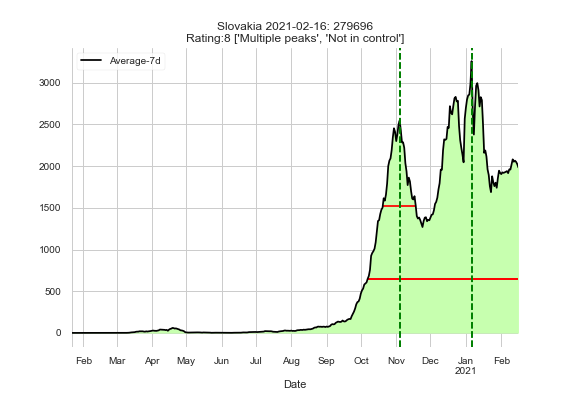 Slovakia 2021-02-16: 279696
Rating:8 ['Multiple peaks', 'Not in control']
Average-7d
3000
2500
2000
1500
1000
500
0
Feb Mar Apr May Jun Jul Aug Sep Oct Nov Dec Jan Feb
2021
Date